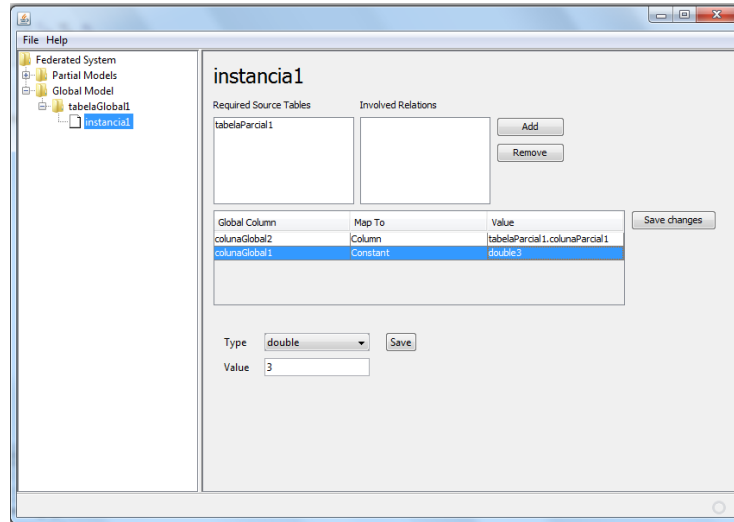 File Help
Federated System
Partial Models
Global Model
tabelaGlobal1
instancia1
instancia1
Required Source Tables Involved Relations
tabelaParcial1
Add
Remove
Global Column Map To Value
Save changes
colunaGlobal2 Column tabelaParcial1.colunaParcial1
colunaGlobal1 Constant double3
Type double Save
Value 3